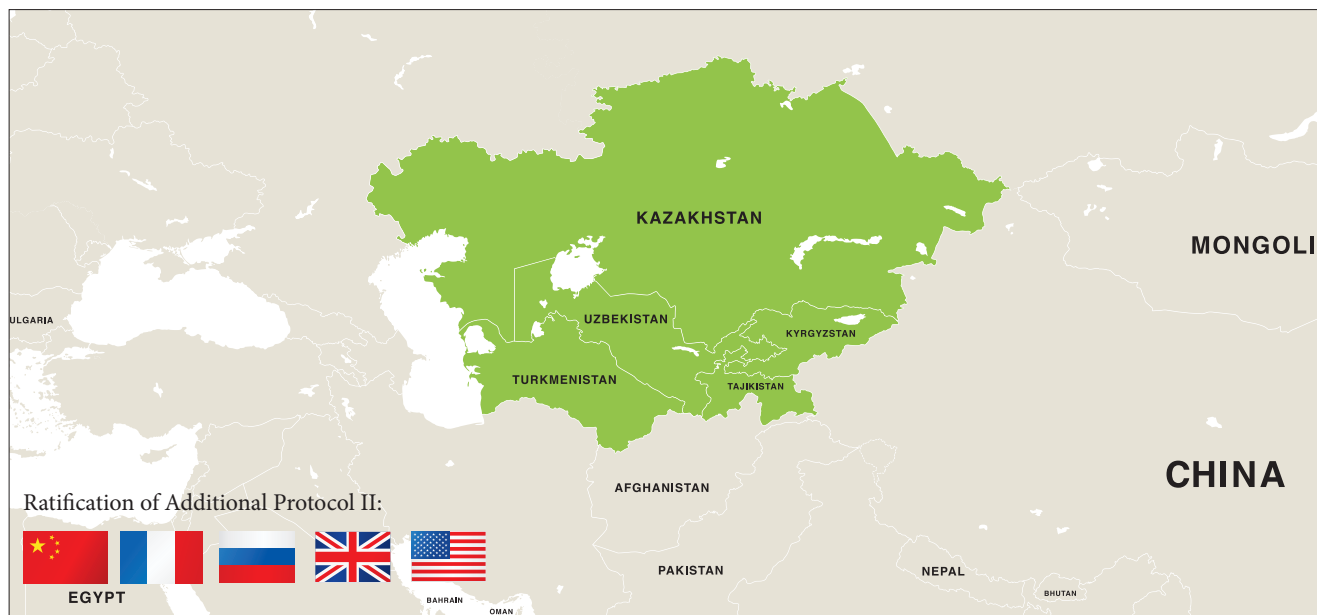 KAZAKHSTAN
MONGOLI
ULGARIA
UZBEKISTAN
KYRGYZSTAN
TURKMENISTAN
TAJIKISTAN
CHINA
AFGHANISTAN
Ratification of Additional Protocol II:
PAKISTAN
NEPAL
EGYPT
BHUTAN
BAHRAIN
OMAN